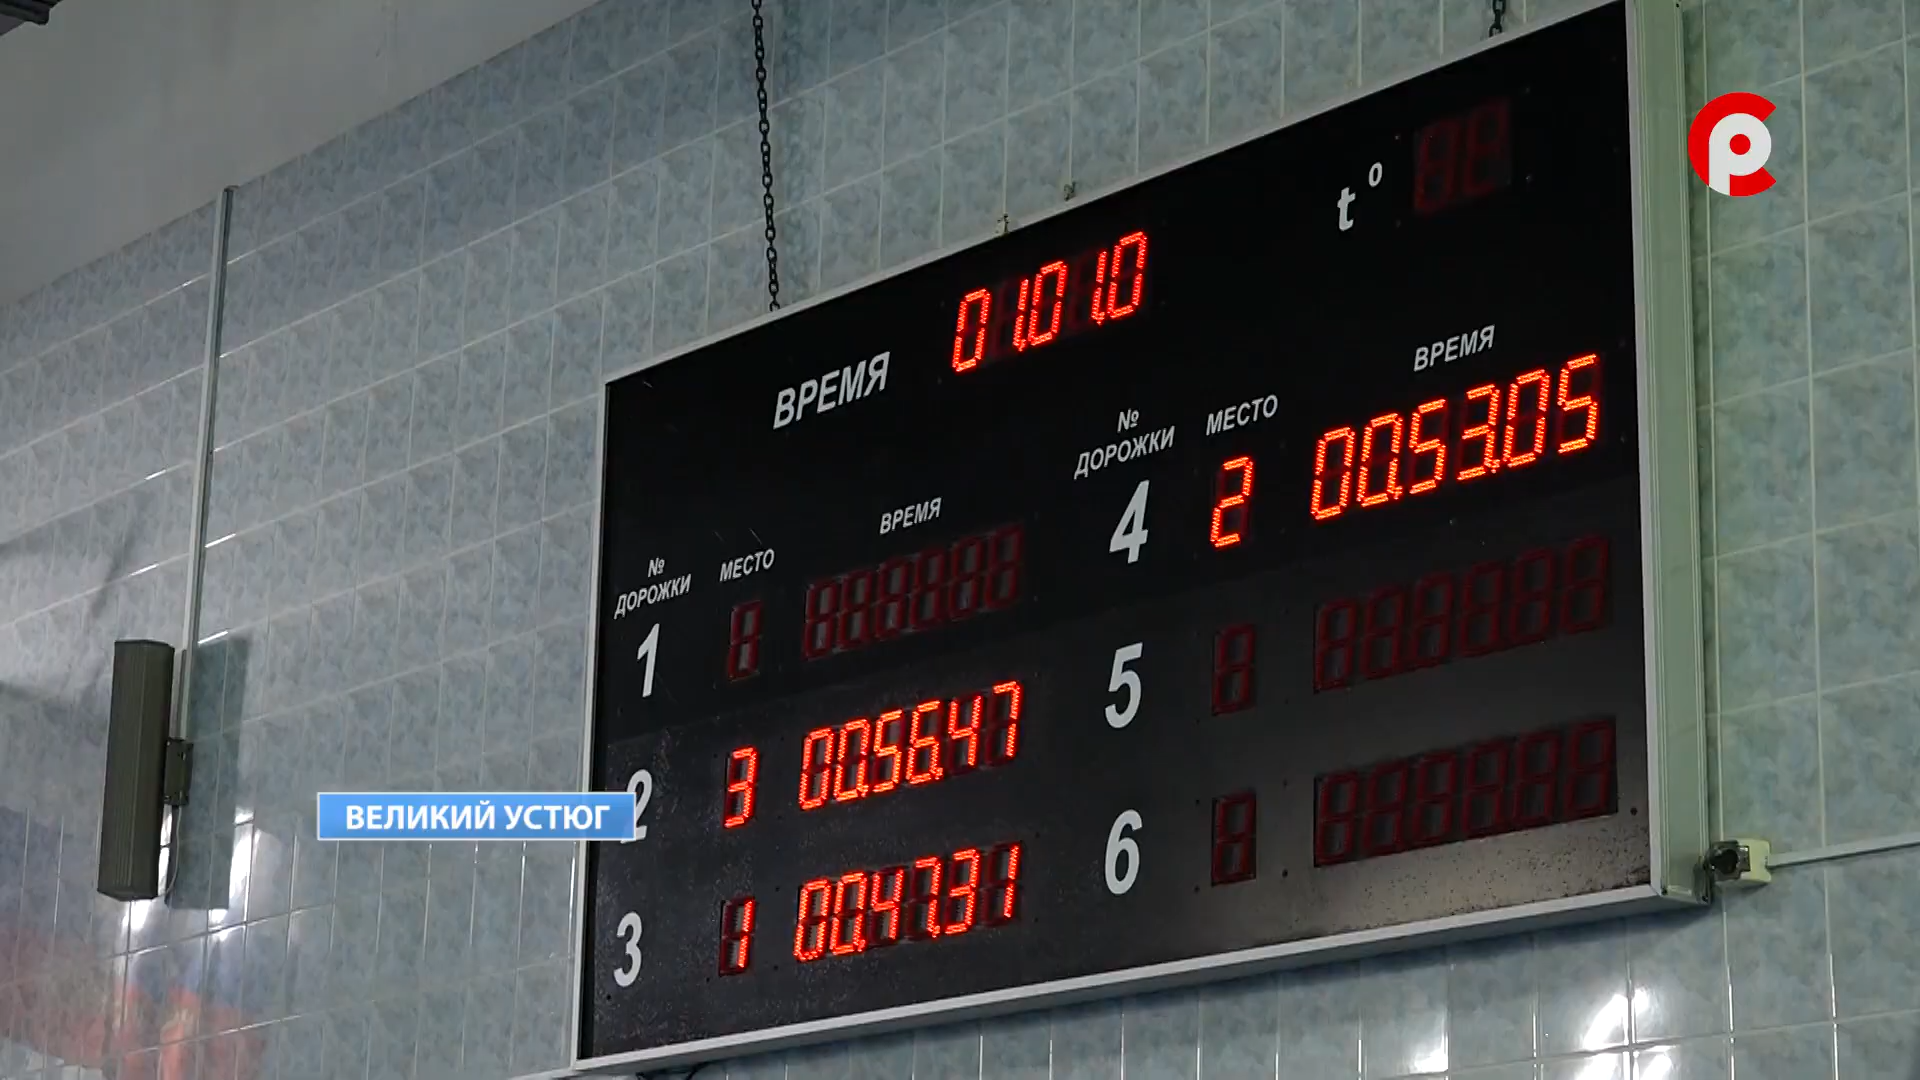 ВРЕМЯ 01.01.0 t°
№ ДОРОЖКИ МЕСТО ВРЕМЯ
1
2 3 00.56.47
3 1 00.47.31
№ ДОРОЖКИ МЕСТО ВРЕМЯ
4 2 00.53.05
5
6
ВЕЛИКИЙ УСТЮГ